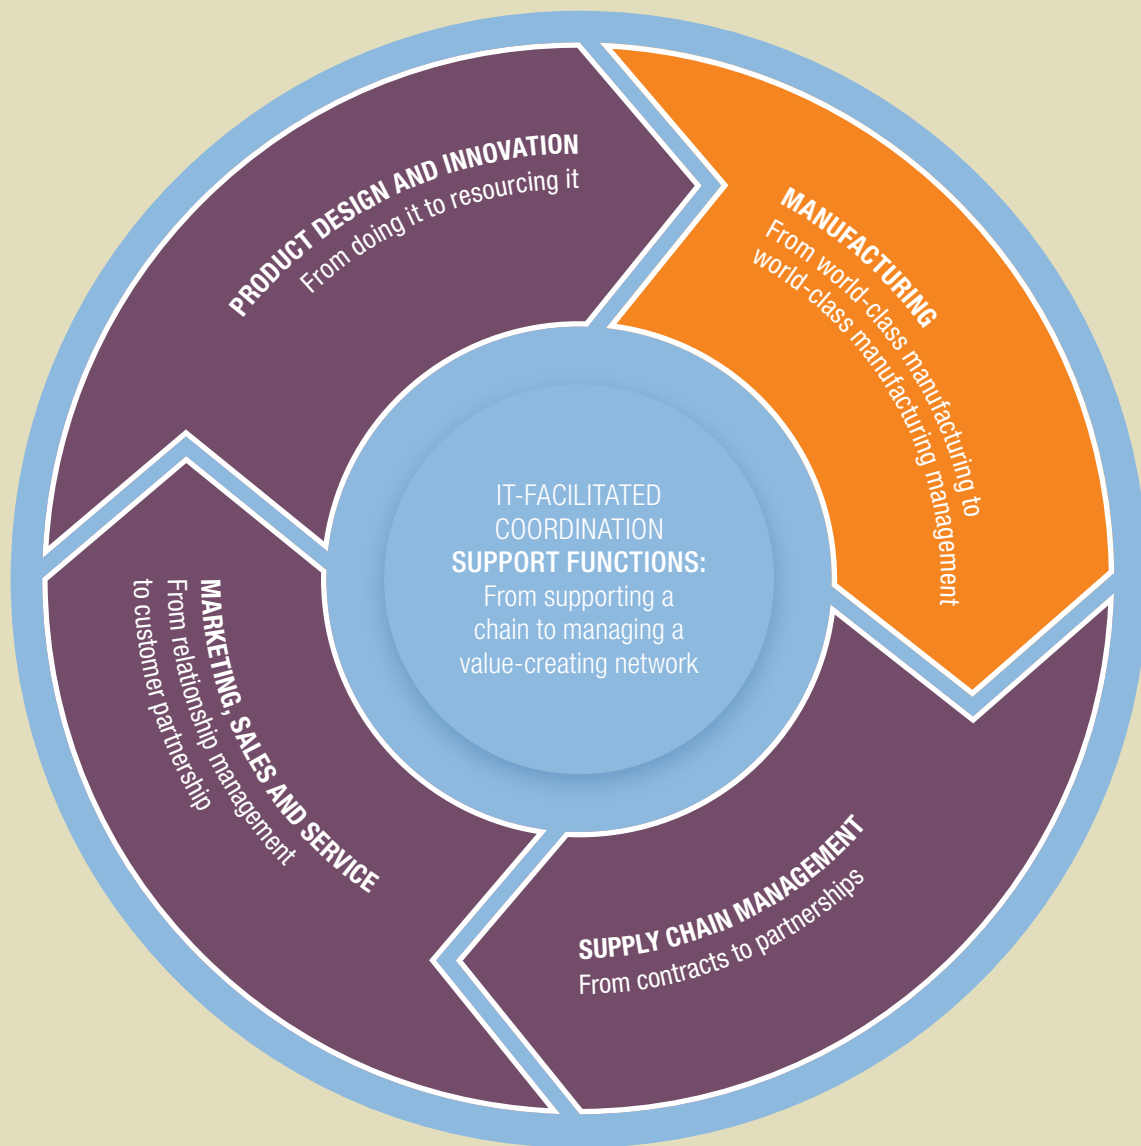 PRODUCT DESIGN AND INNOVATION
From doing it to resourcing it
MANUFACTURING
From world-class manufacturing to
world-class manufacturing management
IT-FACILITATED
COORDINATION
SUPPORT FUNCTIONS:
From supporting a
chain to managing a
value-creating network
MARKETING, SALES AND SERVICE
From relationship management
to customer partnership
SUPPLY CHAIN MANAGEMENT
From contracts to partnerships